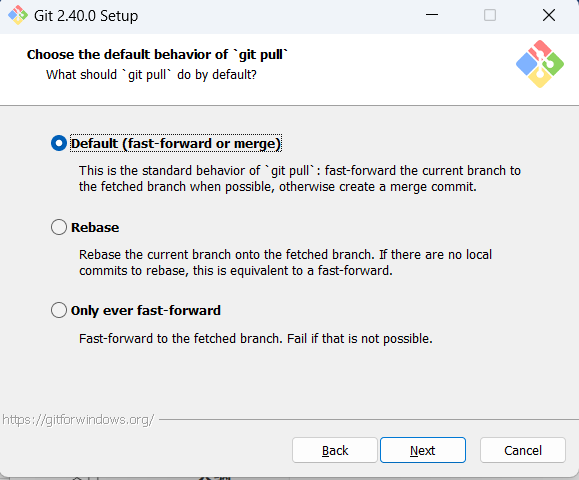 Git 2.40.0 Setup
Choose the default behavior of `git pull`
What should `git pull` do by default?
Default (fast-forward or merge)
This is the standard behavior of `git pull`: fast-forward the current branch to
the fetched branch when possible, otherwise create a merge commit.
Rebase
Rebase the current branch onto the fetched branch. If there are no local
commits to rebase, this is equivalent to a fast-forward.
Only ever fast-forward
Fast-forward to the fetched branch. Fail if that is not possible.
https://gitforwindows.org/
Back Next Cancel